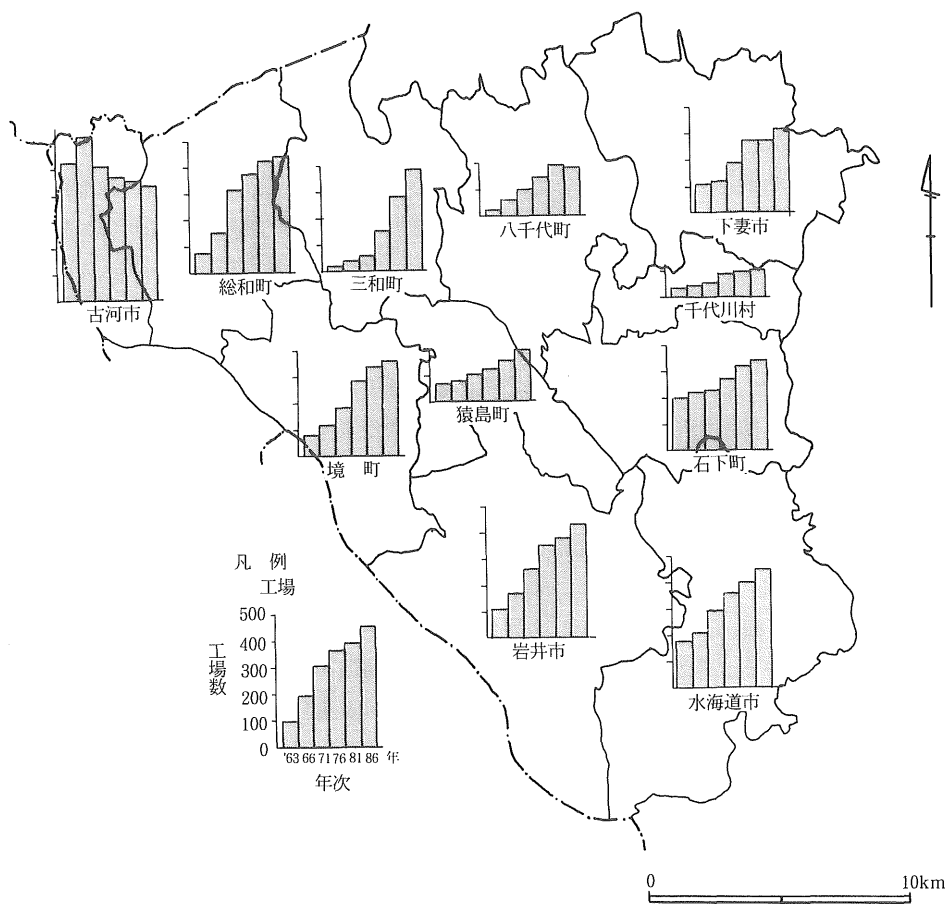 古河市
総和町
三和町
八千代町
下妻市
千代川村
境 町
猿島町
石下町
岩井市
水海道市
凡 例
工場
500
400
300
200
100
0
工場数
'63 66 71 76 81 86 年
年次
0 10km